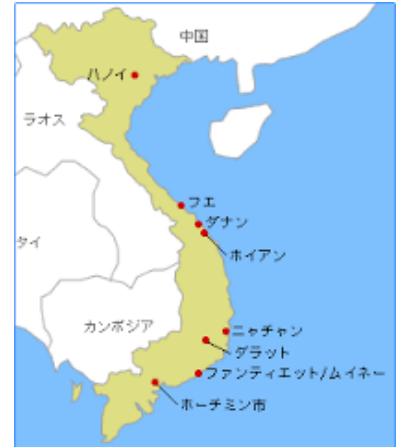 中国
ハノイ
ラオス
フエ
ダナン
タイ
ホイアン
カンボジア
ニャチャン
ダラット
ファンティエット/ムイネー
ホーチミン市